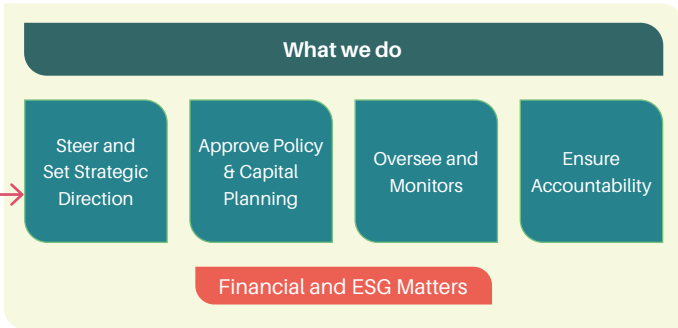 What we do
Steer and
Set Strategic
Direction
Approve Policy
& Capital
Planning
Oversee and
Monitors
Ensure
Accountability
Financial and ESG Matters